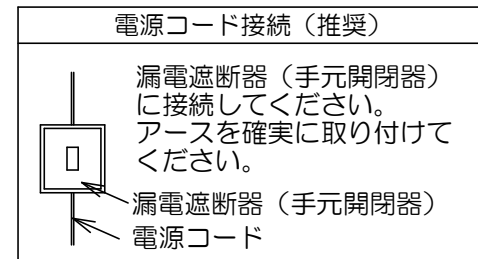 電源コード接続（推奨）
漏電遮断器（手元開閉器）
に接続してください。
アースを確実に取り付けて
ください。
漏電遮断器（手元開閉器）
電源コード